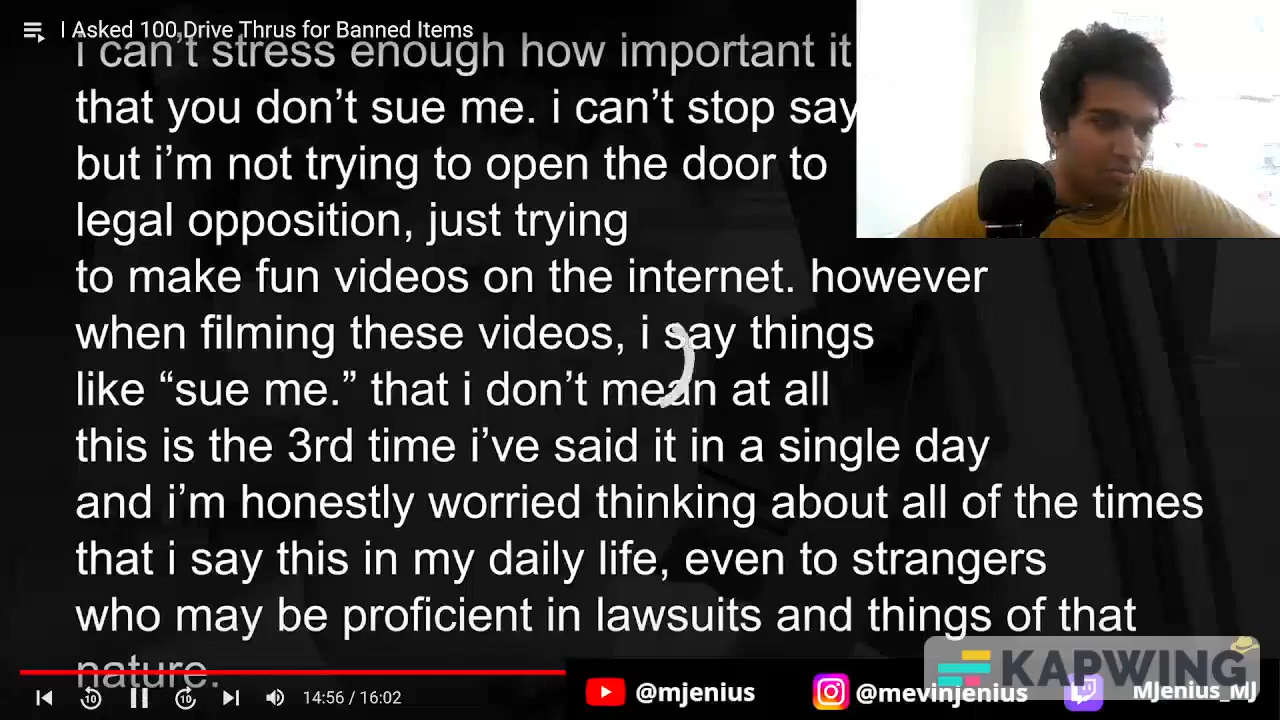 I Asked 100 Drive Thrus for Banned Items
i can't stress enough how important it
that you don't sue me. i can't stop say
but i'm not trying to open the door to
legal opposition, just trying
to make fun videos on the internet. however
when filming these videos, i say things
like “sue me.” that i don't mean at all
this is the 3rd time i've said it in a single day
and i'm honestly worried thinking about all of the times
that i say this in my daily life, even to strangers
who may be proficient in lawsuits and things of that
nature.
KAPWING
10
10
14:56 / 16:02
@mjenius
@mevinjenius
MJenius_MJ